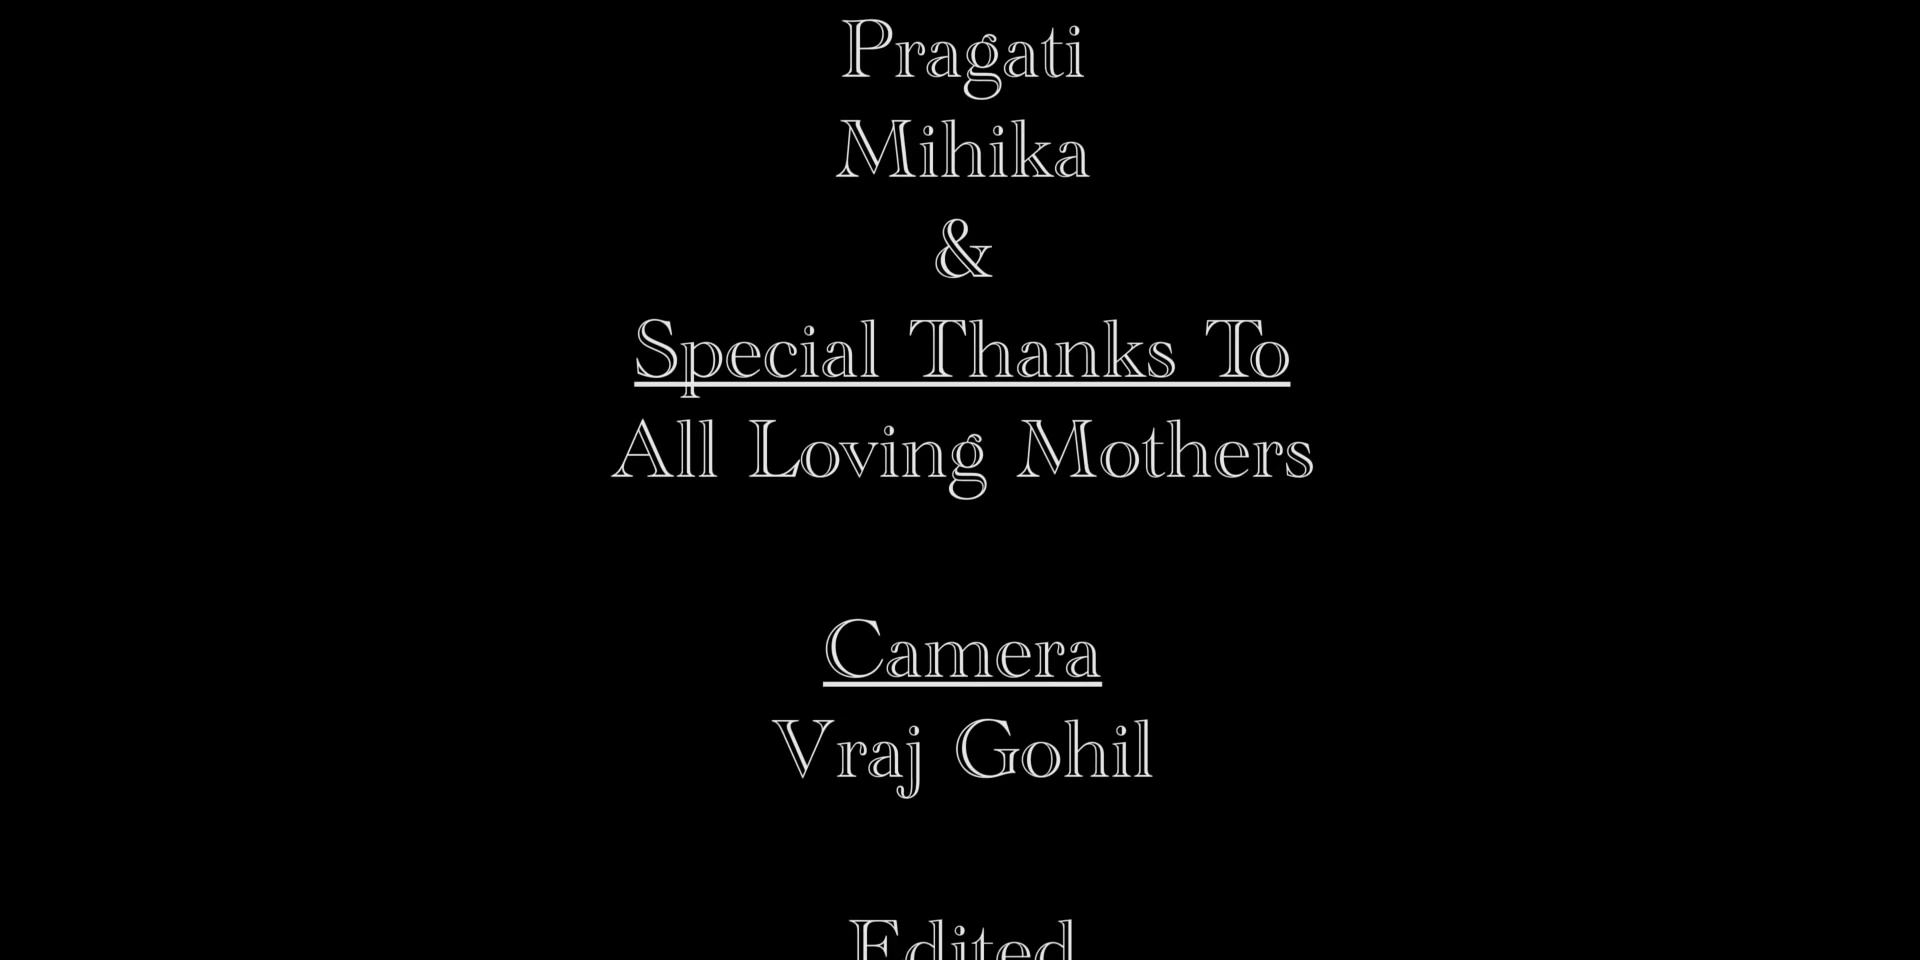 Pragati
Mihika
&
Special Thanks To
All Loving Mothers
Camera
Vraj Gohil
Edited